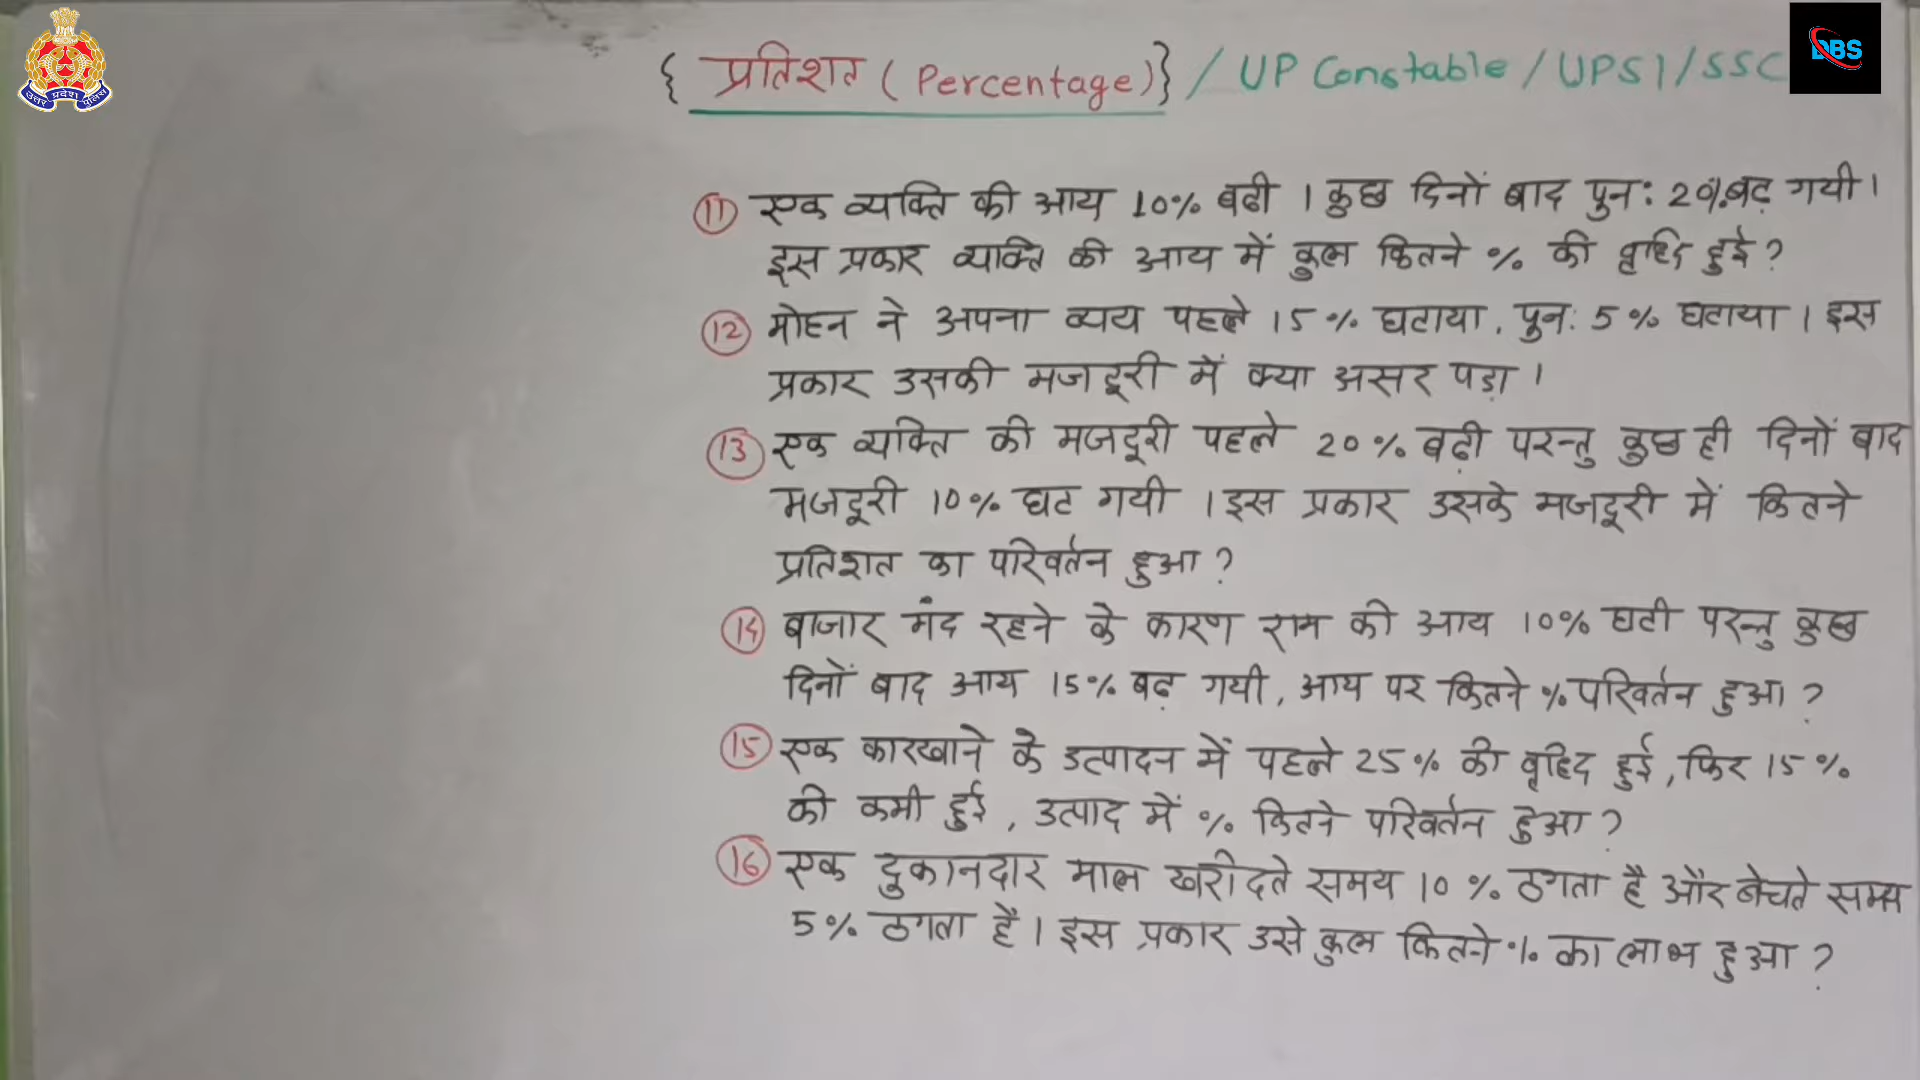 { प्रतिशत ( Percentage ) } / UP Constable / UPSI / SSC
DBS
उत्तर प्रदेश पुलिस
(11) एक व्यक्ति की आय 10% बढी । कुछ दिनों बाद पुन: 20% बढ़ गयी ।
इस प्रकार व्यक्ति की आय में कुल कितने % की वृद्दि हुई ?
(12) मोहन ने अपना व्यय पहले 15% घटाया, पुन: 5% घटाया । इस
प्रकार उसकी मजदूरी में क्या असर पड़ा ।
(13) एक व्यक्ति की मजदूरी पहले 20% बढ़ी परन्तु कुछ ही दिनों बाद
मजदूरी 10% घट गयी । इस प्रकार उसके मजदूरी में कितने
प्रतिशत का परिवर्तन हुआ ?
(14) बाजार मंद रहने के कारण राम की आय 10% घटी परन्तु कुछ
दिनों बाद आय 15% बढ़ गयी, आय पर कितने % परिवर्तन हुआ ?
(15) एक कारखाने के उत्पादन में पहले 25% की वृद्दि हुई, फिर 15%
की कमी हुई, उत्पाद में % कितने परिवर्तन हुआ ?
(16) एक दुकानदार माल खरीदते समय 10% ठगता है और बेचते समय
5% ठगता है । इस प्रकार उसे कुल कितने % का लाभ हुआ ?